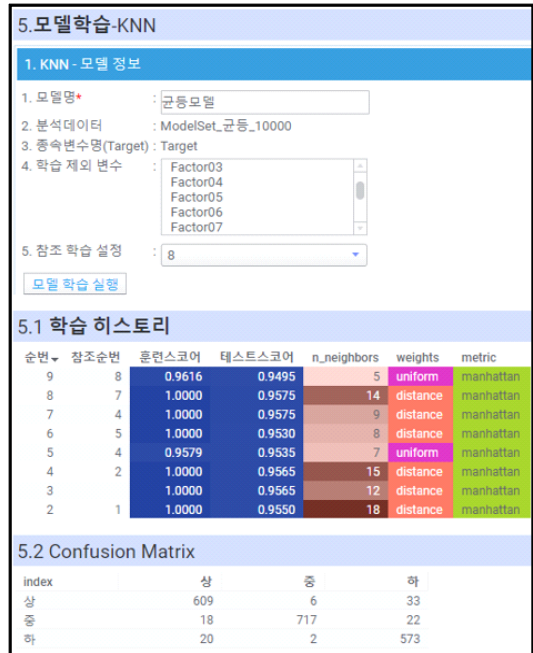 5.모델학습-KNN
1. KNN - 모델 정보
1. 모델명* : 균등모델
2. 분석데이터 : ModelSet_균등_10000
3. 종속변수명(Target) : Target
4. 학습 제외 변수 : Factor03
Factor04
Factor05
Factor06
Factor07
5. 참조 학습 설정 : 8
모델 학습 실행
5.1 학습 히스토리
순번 참조순번 훈련스코어 테스트스코어 n_neighbors weights metric
9 8 0.9616 0.9495 5 uniform manhattan
8 7 1.0000 0.9575 14 distance manhattan
7 4 1.0000 0.9575 9 distance manhattan
6 5 1.0000 0.9530 8 distance manhattan
5 4 0.9579 0.9535 7 uniform manhattan
4 2 1.0000 0.9565 15 distance manhattan
3 1.0000 0.9565 12 distance manhattan
2 1 1.0000 0.9550 18 distance manhattan
5.2 Confusion Matrix
index 상 중 하
상 609 6 33
중 18 717 22
하 20 2 573